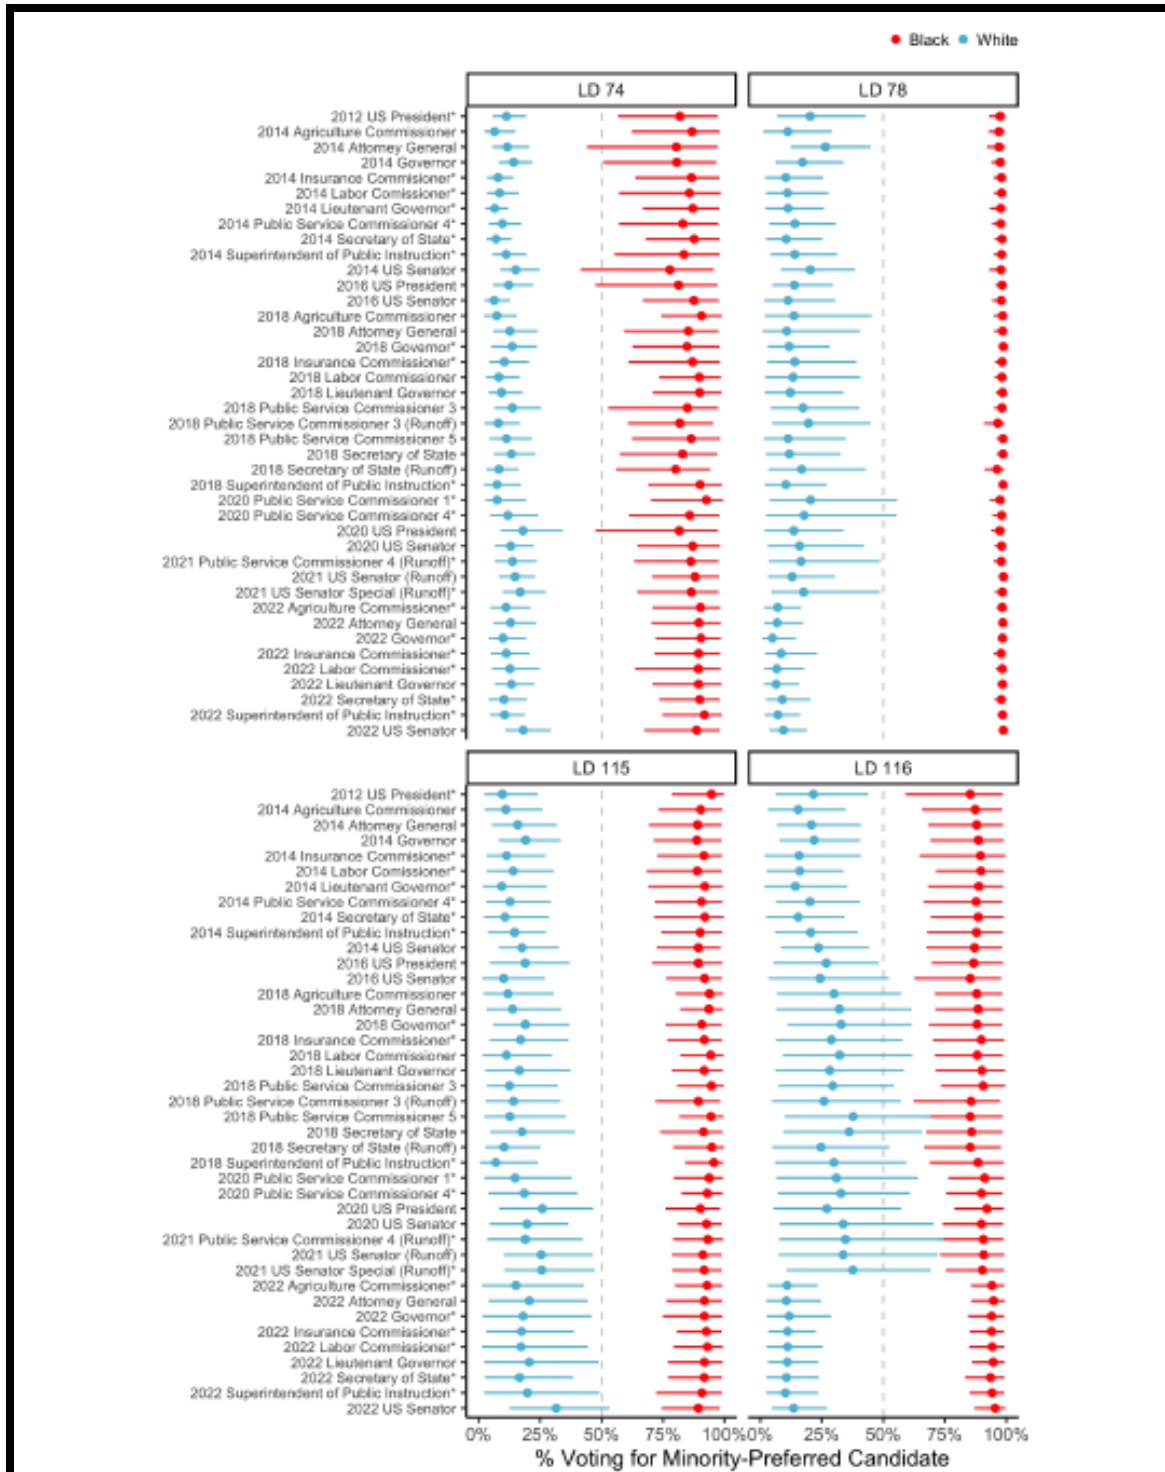 Black White
LD 74 LD 78
2012 US President*
2014 Agriculture Commissioner
2014 Attorney General
2014 Governor
2014 Insurance Commisioner*
2014 Labor Comissioner*
2014 Lieutenant Governor*
2014 Public Service Commissioner 4*
2014 Secretary of State*
2014 Superintendent of Public Instruction*
2014 US Senator
2016 US President
2016 US Senator
2018 Agriculture Commissioner
2018 Attorney General
2018 Governor*
2018 Insurance Commissioner*
2018 Labor Commissioner
2018 Lieutenant Governor
2018 Public Service Commissioner 3
2018 Public Service Commissioner 3 (Runoff)
2018 Public Service Commissioner 5
2018 Secretary of State
2018 Secretary of State (Runoff)
2018 Superintendent of Public Instruction*
2020 Public Service Commissioner 1*
2020 Public Service Commissioner 4*
2020 US President
2020 US Senator
2021 Public Service Commissioner 4 (Runoff)*
2021 US Senator (Runoff)
2021 US Senator Special (Runoff)*
2022 Agriculture Commissioner*
2022 Attorney General
2022 Governor*
2022 Insurance Commissioner*
2022 Labor Commissioner*
2022 Lieutenant Governor
2022 Secretary of State*
2022 Superintendent of Public Instruction*
2022 US Senator
LD 115 LD 116
2012 US President*
2014 Agriculture Commissioner
2014 Attorney General
2014 Governor
2014 Insurance Commisioner*
2014 Labor Comissioner*
2014 Lieutenant Governor*
2014 Public Service Commissioner 4*
2014 Secretary of State*
2014 Superintendent of Public Instruction*
2014 US Senator
2016 US President
2016 US Senator
2018 Agriculture Commissioner
2018 Attorney General
2018 Governor*
2018 Insurance Commissioner*
2018 Labor Commissioner
2018 Lieutenant Governor
2018 Public Service Commissioner 3
2018 Public Service Commissioner 3 (Runoff)
2018 Public Service Commissioner 5
2018 Secretary of State
2018 Secretary of State (Runoff)
2018 Superintendent of Public Instruction*
2020 Public Service Commissioner 1*
2020 Public Service Commissioner 4*
2020 US President
2020 US Senator
2021 Public Service Commissioner 4 (Runoff)*
2021 US Senator (Runoff)
2021 US Senator Special (Runoff)*
2022 Agriculture Commissioner*
2022 Attorney General
2022 Governor*
2022 Insurance Commissioner*
2022 Labor Commissioner*
2022 Lieutenant Governor
2022 Secretary of State*
2022 Superintendent of Public Instruction*
2022 US Senator
0% 25% 50% 75% 100% 0% 25% 50% 75% 100%
% Voting for Minority-Preferred Candidate